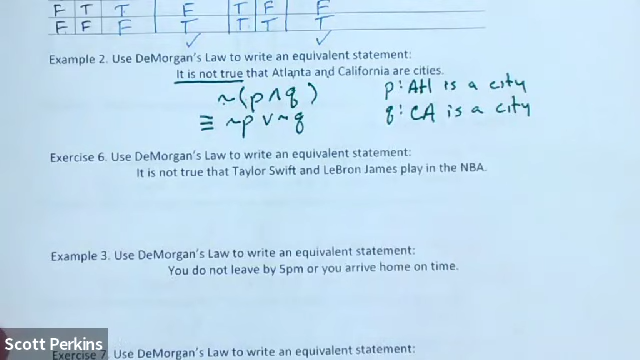 F T T F T F F
F F F T T T T
Example 2. Use DeMorgan's Law to write an equivalent statement:
It is not true that Atlanta and California are cities.
~(p ∧ q)
≡ ~p ∨ ~q
p: Atl is a city
q: CA is a city
Exercise 6. Use DeMorgan's Law to write an equivalent statement:
It is not true that Taylor Swift and LeBron James play in the NBA.
Example 3. Use DeMorgan's Law to write an equivalent statement:
You do not leave by 5pm or you arrive home on time.
Scott Perkins
Exercise 7. Use DeMorgan's Law to write an equivalent statement: